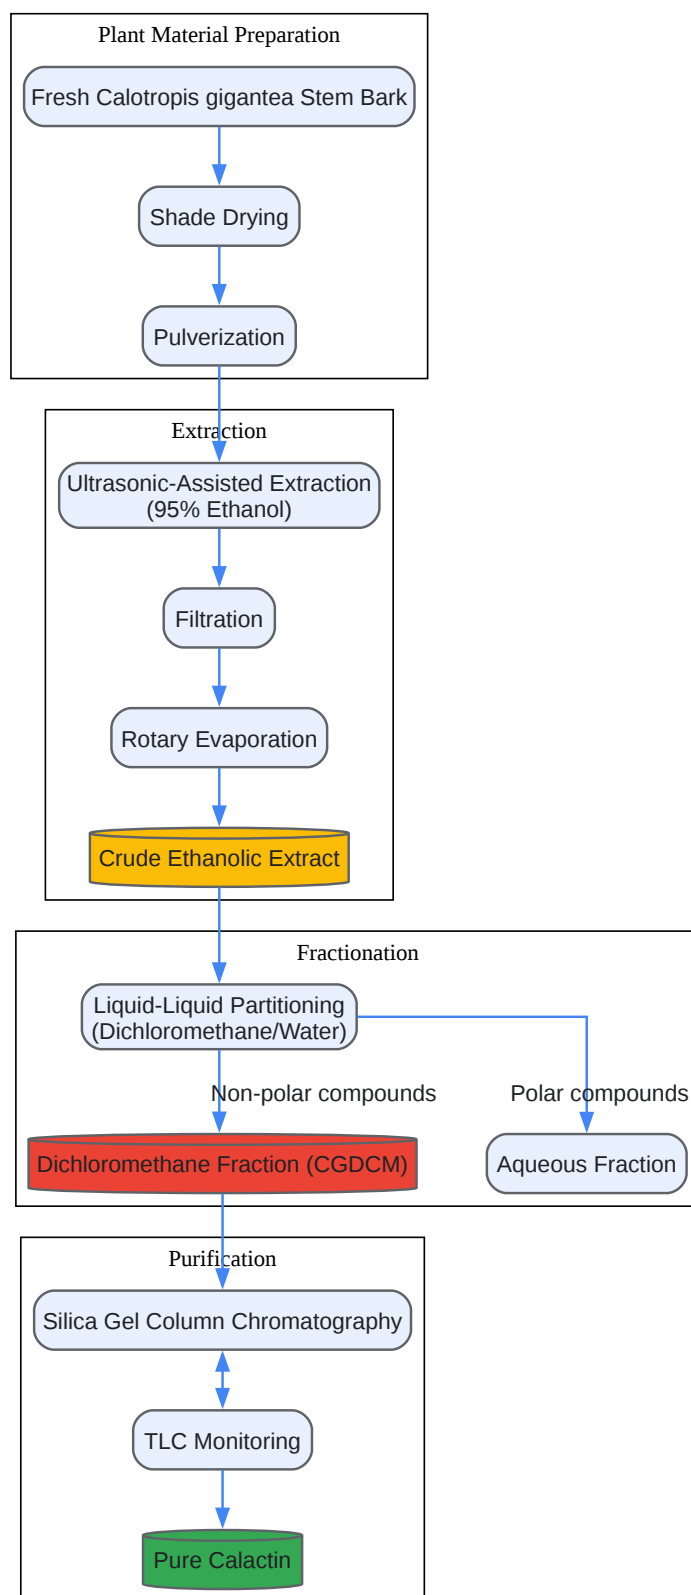 Plant Material Preparation
Fresh Calotropis gigantea Stem Bark
Shade Drying
Pulverization
Extraction
Ultrasonic-Assisted Extraction
(95% Ethanol)
Filtration
Rotary Evaporation
Crude Ethanolic Extract
Fractionation
Liquid-Liquid Partitioning
(Dichloromethane/Water)
Non-polar compounds
Polar compounds
Dichloromethane Fraction (CGDCM)
Aqueous Fraction
Purification
Silica Gel Column Chromatography
TLC Monitoring
Pure Calactin